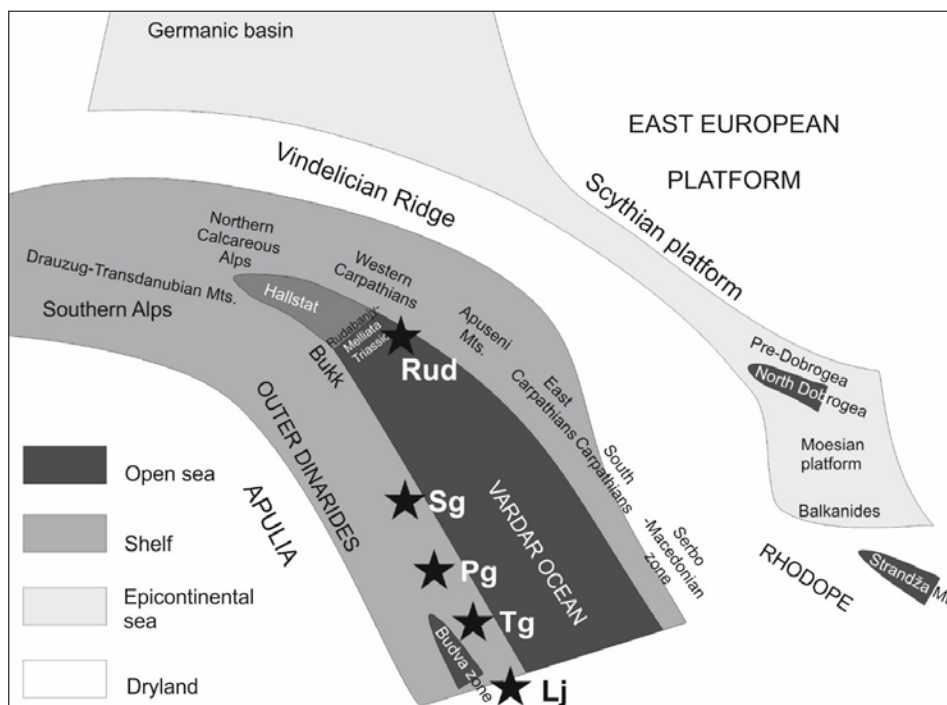 Germanic basin
EAST EUROPEAN
PLATFORM
Vindelician Ridge
Scythian platform
Northern
Calcareous
Alps
Western
Carpathians
Drauzug-Transdanubian Mts.
Southern Alps
Hallstat
Rudabanju-
Melliata
Triassic
Apuseni
Mts.
Rud
Bukk
East Carpathians
Pre-Dobrogea
North Dobrogea
OUTER DINARIDES
South
Carpathians
Moesian
platform
Open sea
APULIA
Sg
VARDAR OCEAN
Serbo
-Macedonian
zone
Balkanides
Shelf
Pg
RHODOPE
Strandža M
Epicontinental
sea
Tg
Budva zone
Dryland
Lj